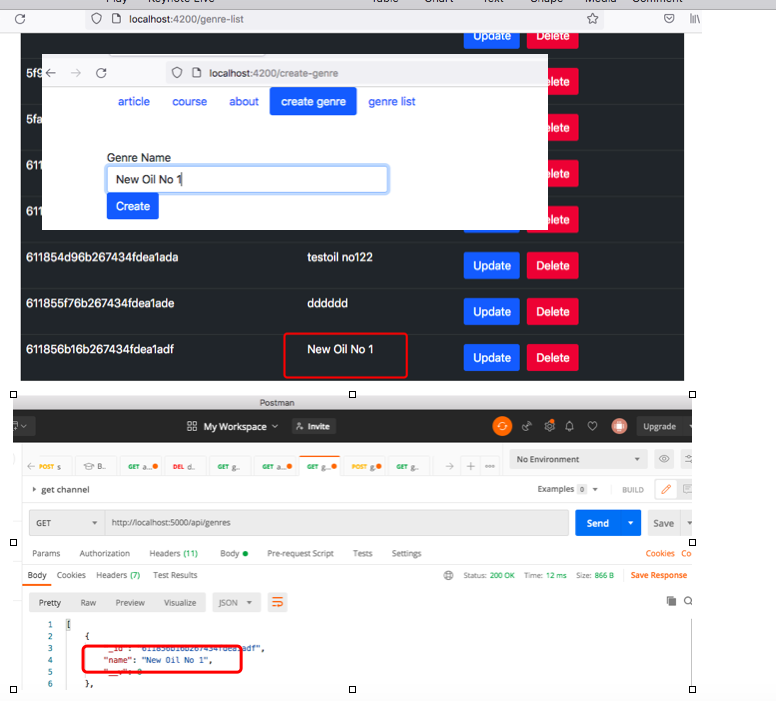 Play Keynote Live Table Chart Text Shape Media Comment
localhost:4200/genre-list
Update Delete
5f9
localhost:4200/create-genre
elete
article course about create genre genre list
5fa
elete
Genre Name
611
New Oil No 1
elete
Create
611
elete
611854d96b267434fdea1ada testoil no122 Update Delete
611855f76b267434fdea1ade dddddd Update Delete
611856b16b267434fdea1adf New Oil No 1 Update Delete
Postman
My Workspace Invite Upgrade
POST s B.. GET a... DEL d.. GET g.. GET a... GET g... POST g. GET g.. No Environment
get channel Examples 0 BUILD
GET http://localhost:5000/api/genres Send Save
Params Authorization Headers (11) Body Pre-request Script Tests Settings Cookies Co
Body Cookies Headers (7) Test Results Status: 200 OK Time: 12 ms Size: 866 B Save Response
Pretty Raw Preview Visualize JSON
1 [
2 {
3 "_id": "611856b16b267434fdea1adf",
4 "name": "New Oil No 1",
5 "__v": 0
6 },